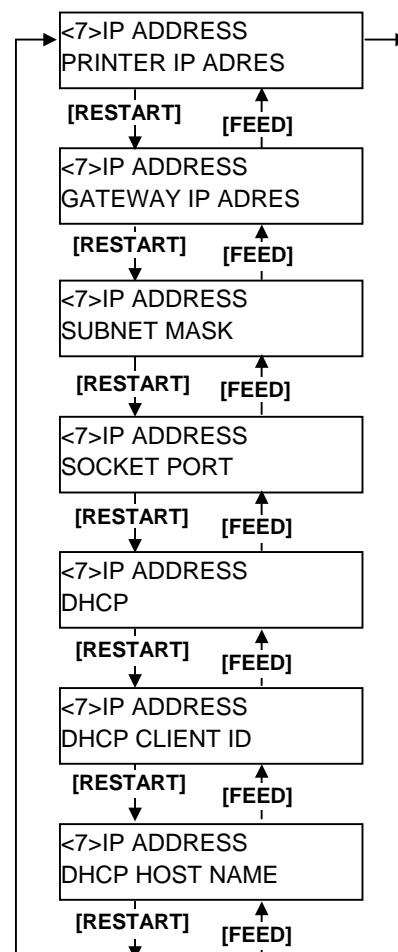 <7>IP ADDRESS
PRINTER IP ADRES
[RESTART]
[FEED]
<7>IP ADDRESS
GATEWAY IP ADRES
[RESTART]
[FEED]
<7>IP ADDRESS
SUBNET MASK
[RESTART]
[FEED]
<7>IP ADDRESS
SOCKET PORT
[RESTART]
[FEED]
<7>IP ADDRESS
DHCP
[RESTART]
[FEED]
<7>IP ADDRESS
DHCP CLIENT ID
[RESTART]
[FEED]
<7>IP ADDRESS
DHCP HOST NAME
[RESTART]
[FEED]